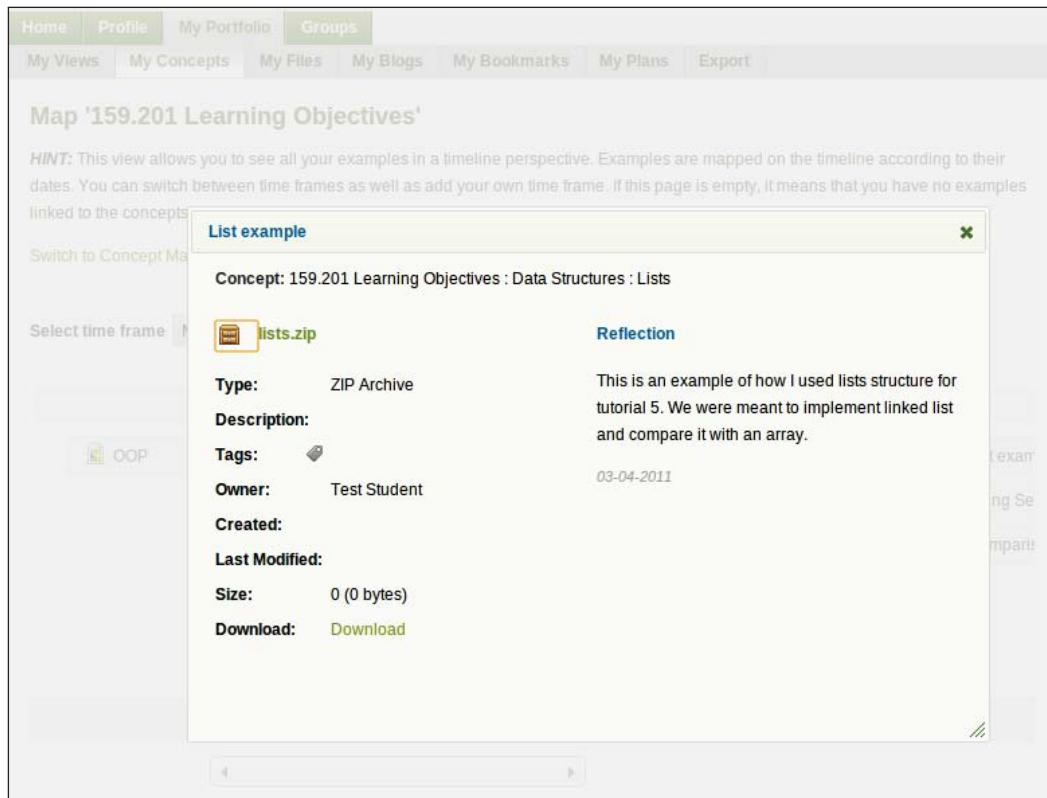 Home Profile My Portfolio Groups
My Views My Concepts My Files My Blogs My Bookmarks My Plans Export
Map '159.201 Learning Objectives'
HINT: This view allows you to see all your examples in a timeline perspective. Examples are mapped on the timeline according to their
dates. You can switch between time frames as well as add your own time frame. If this page is empty, it means that you have no examples
linked to the concepts
Switch to Concept Ma
Select time frame
List example
Concept: 159.201 Learning Objectives : Data Structures : Lists
lists.zip
Type: ZIP Archive
Description:
Tags:
Owner: Test Student
Created:
Last Modified:
Size: 0 (0 bytes)
Download: Download
Reflection
This is an example of how I used lists structure for
tutorial 5. We were meant to implement linked list
and compare it with an array.
03-04-2011
OOP
t exam
ng Se